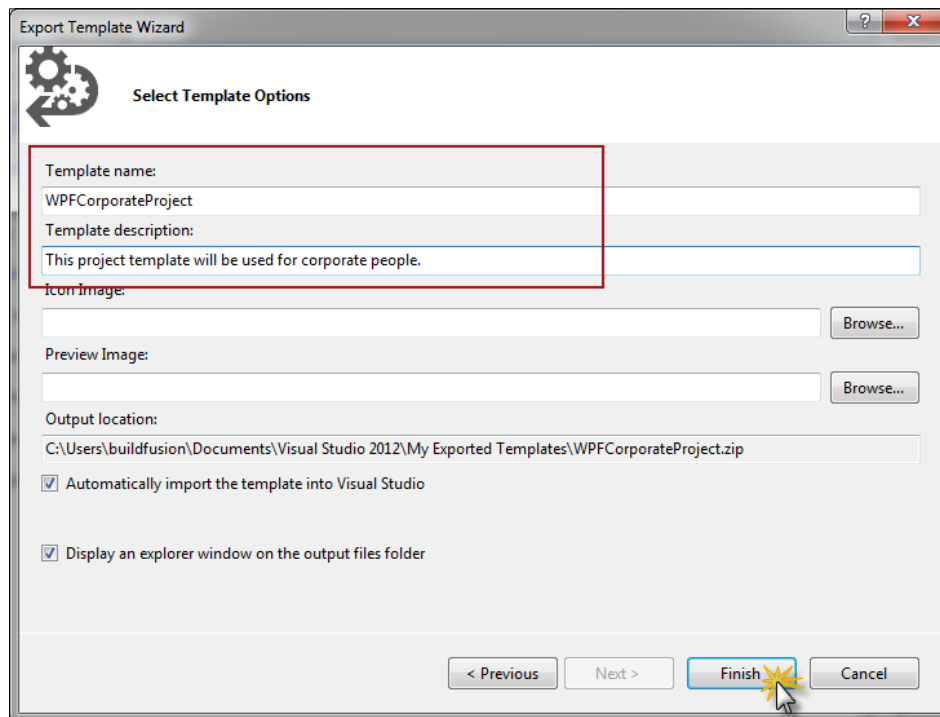 Export Template Wizard
Select Template Options
Template name:
WPFCorporateProject
Template description:
This project template will be used for corporate people.
Icon Image:
Browse...
Preview Image:
Browse...
Output location:
C:\Users\buildfusion\Documents\Visual Studio 2012\My Exported Templates\WPFCorporateProject.zip
Automatically import the template into Visual Studio
Display an explorer window on the output files folder
< Previous Next > Finish Cancel